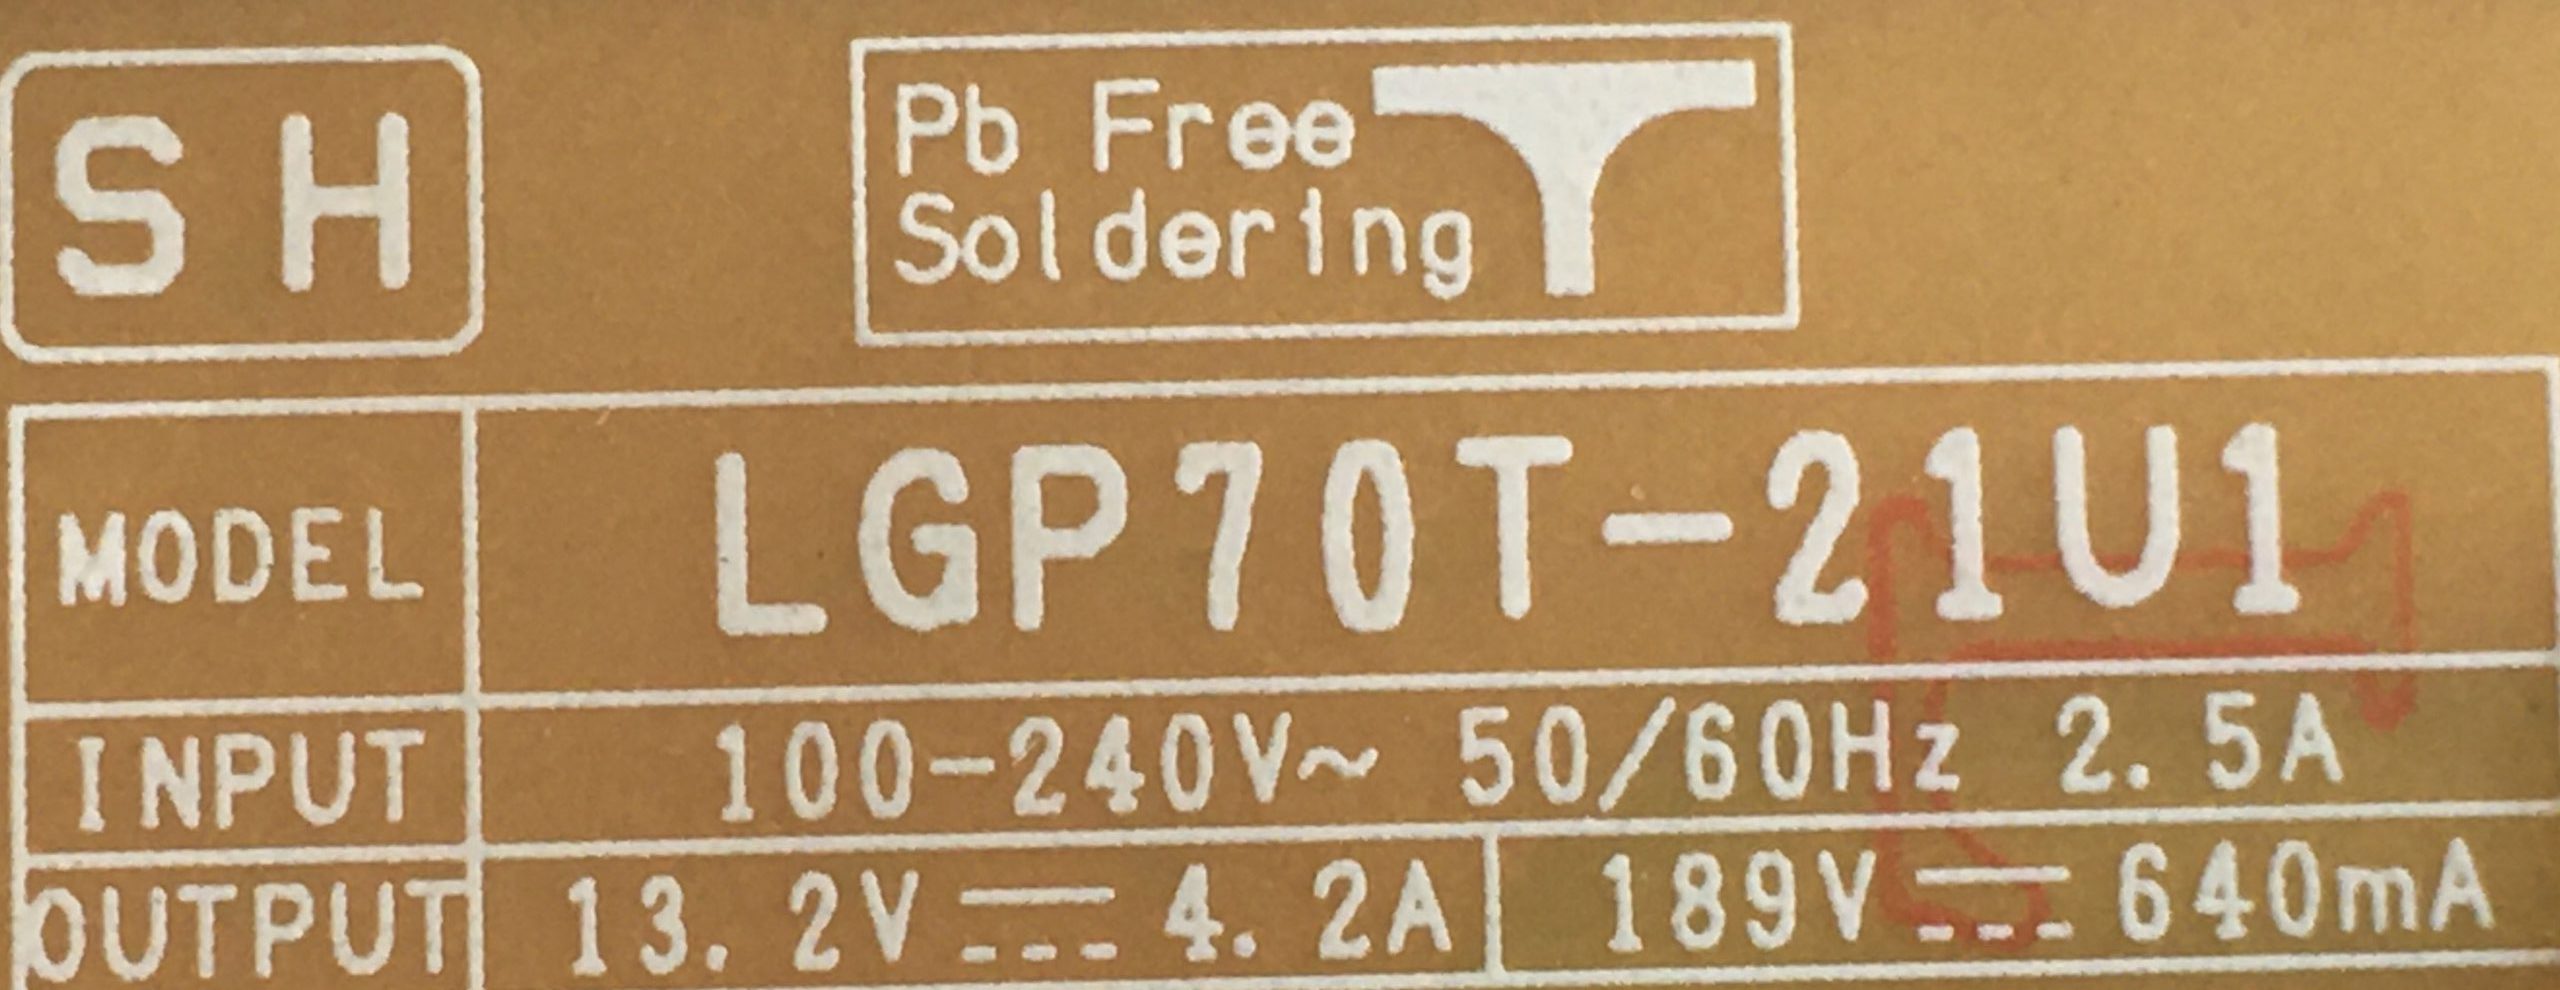 SH
Pb Free
Soldering
MODEL LGP70T-21U1
INPUT 100-240V~ 50/60Hz 2.5A
OUTPUT 13.2V⎓4.2A 189V⎓640mA